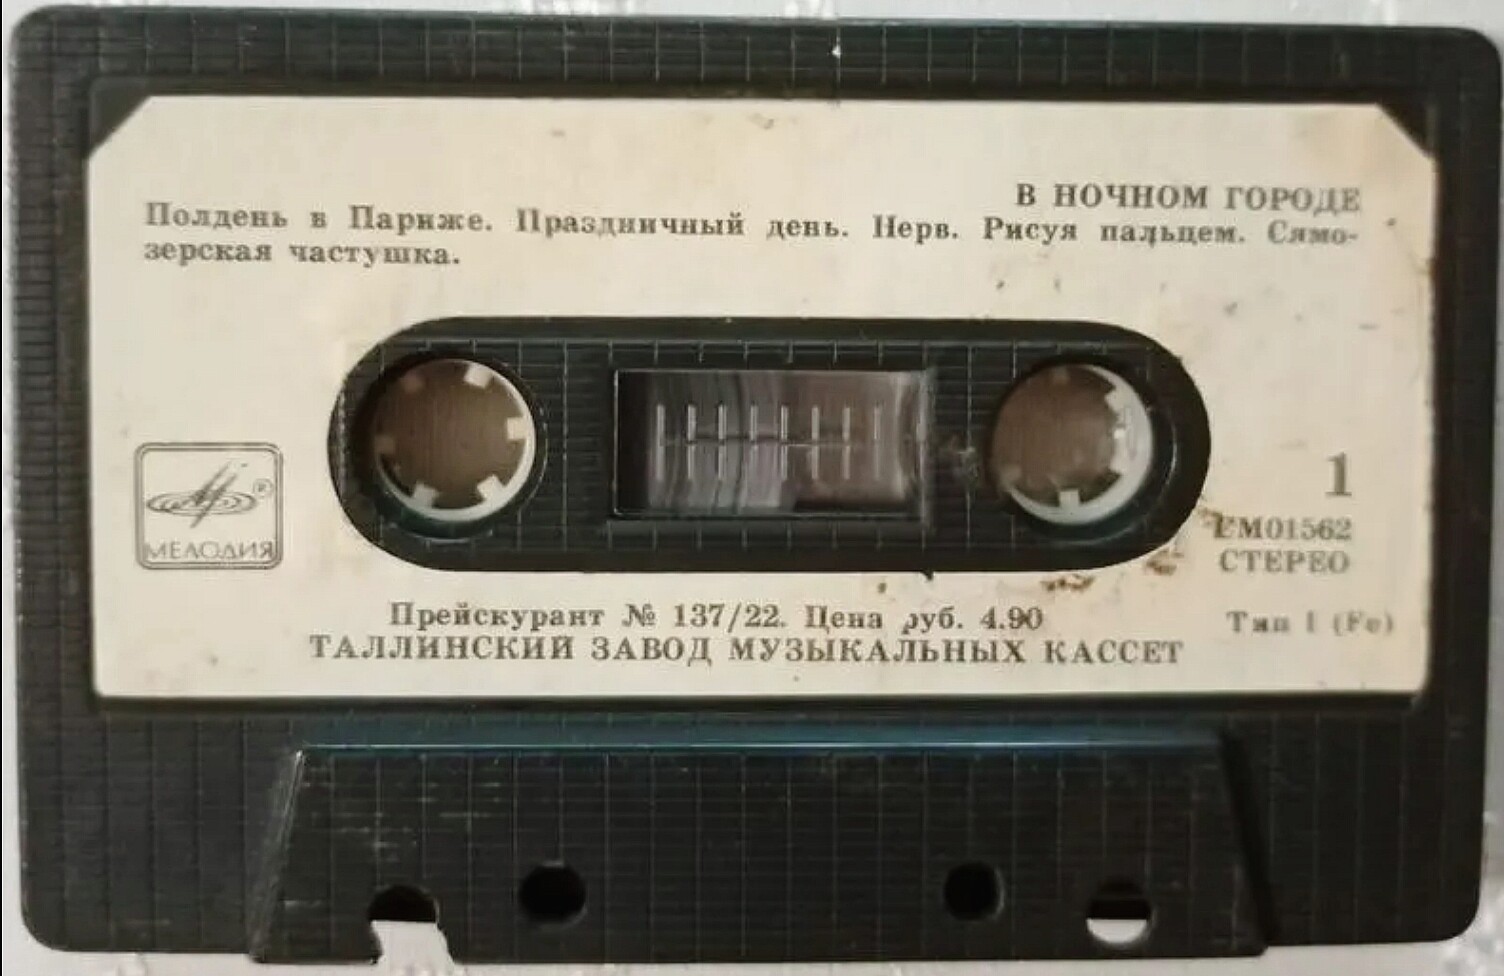 В НОЧНОМ ГОРОДЕ
Полдень в Париже. Праздничный день. Нерв. Рисуя пальцем. Сямо-
зерская частушка.
МЕЛОДИЯ
®
1
СМ01562
СТЕРЕО
Прейскурант № 137/22. Цена руб. 4.90
Тип I (Fe)
ТАЛЛИНСКИЙ ЗАВОД МУЗЫКАЛЬНЫХ КАССЕТ